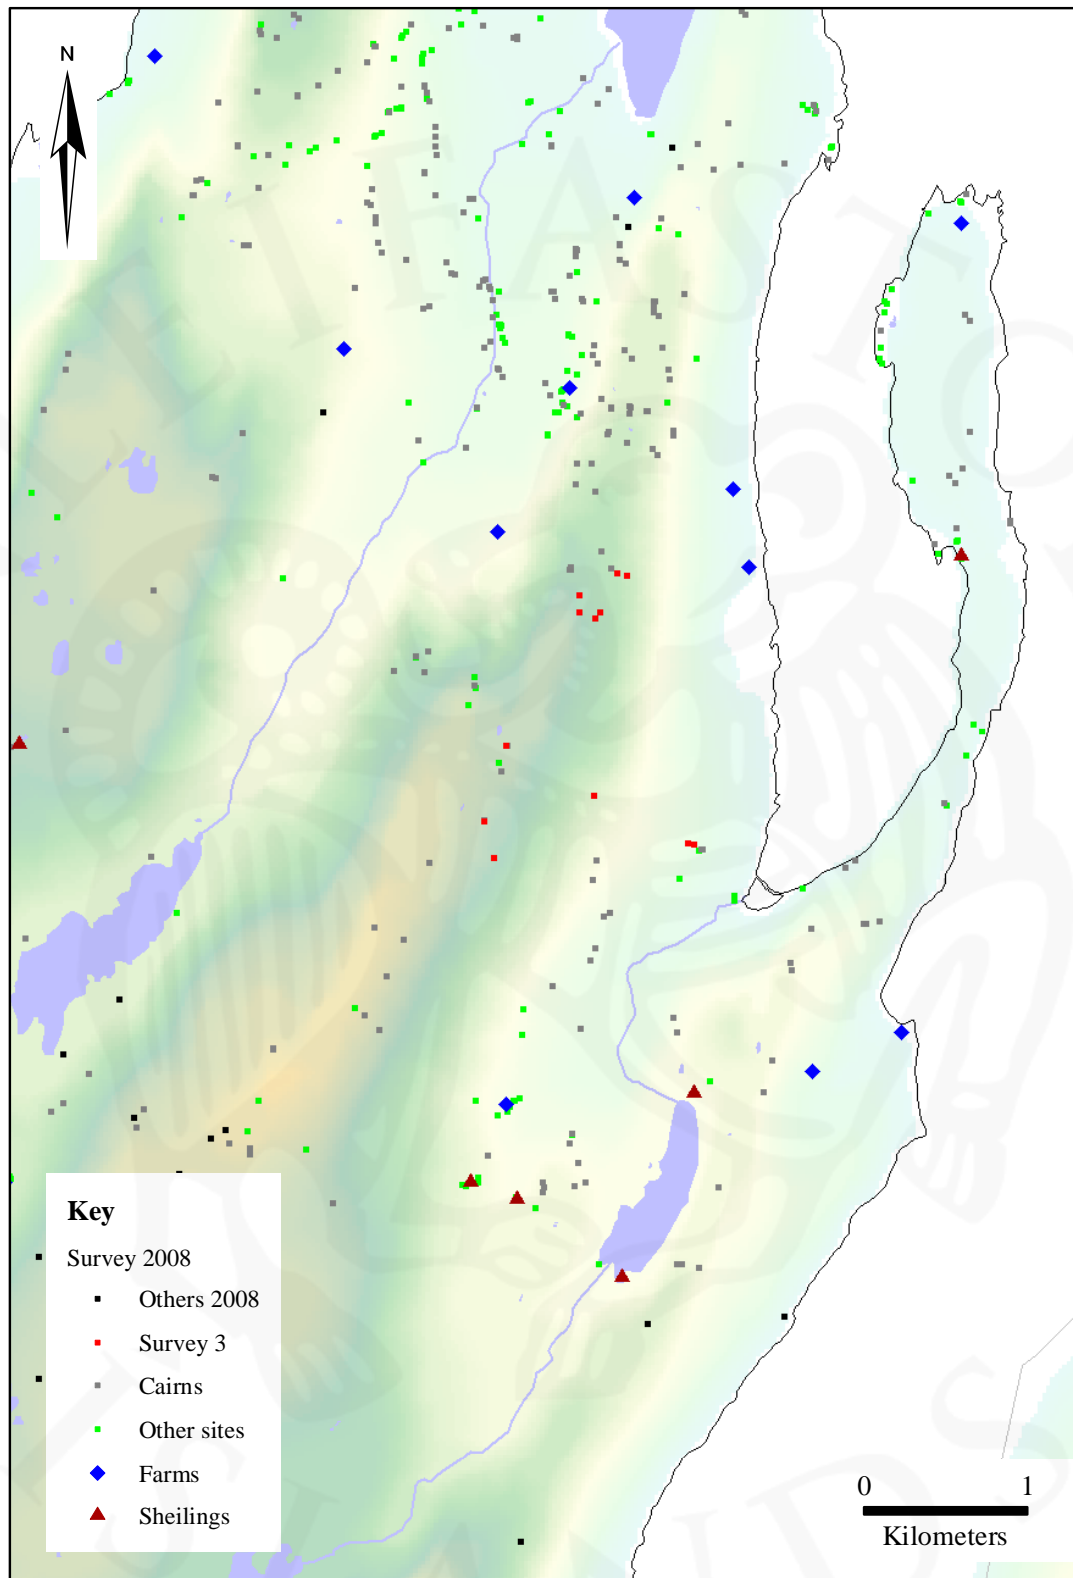 N
Key
Survey 2008
Others 2008
Survey 3
Cairns
Other sites
Farms
Sheilings
0 1
Kilometers